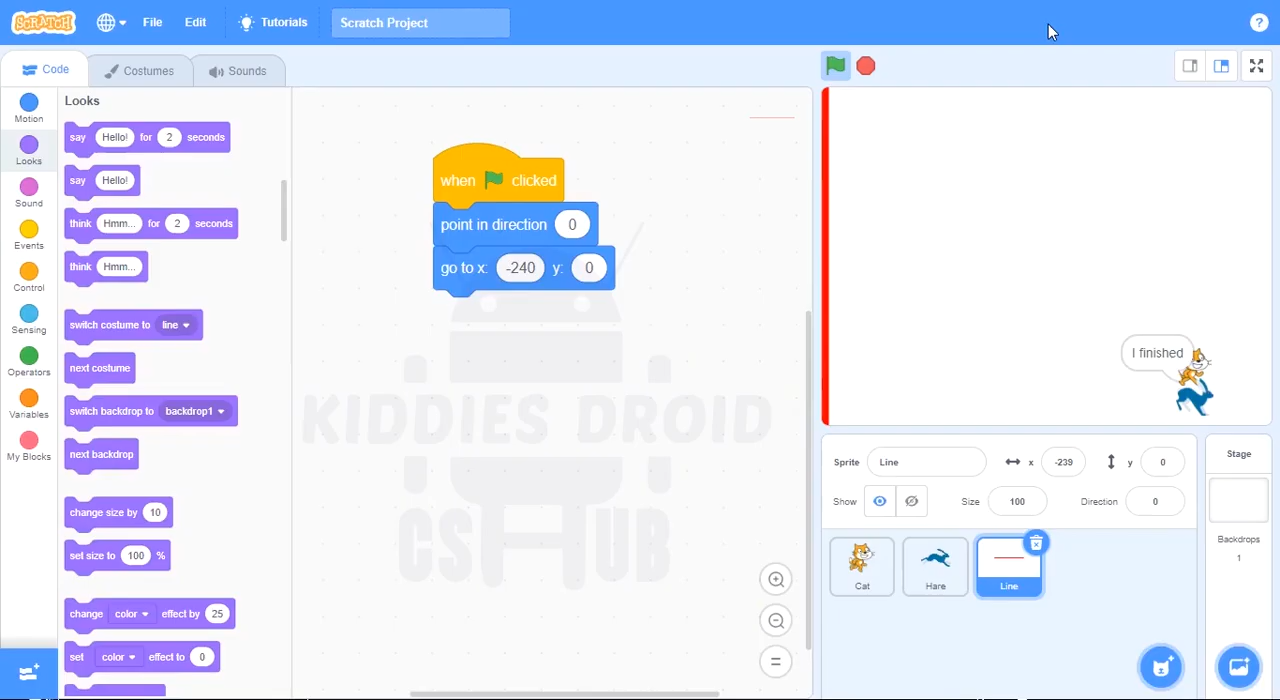 SCRATCH
File
Edit
Tutorials
Scratch Project
?
Code
Costumes
Sounds
Motion
Looks
Sound
Events
Control
Sensing
Operators
Variables
My Blocks
Looks
say Hello! for 2 seconds
say Hello!
think Hmm... for 2 seconds
think Hmm...
switch costume to line
next costume
switch backdrop to backdrop1
next backdrop
change size by 10
set size to 100 %
change color effect by 25
set color effect to 0
when clicked
point in direction 0
go to x: -240 y: 0
KIDDIES DROID
CSHUB
I finished
Sprite Line x -239 y 0
Show Size 100 Direction 0
Cat
Hare
Line
Stage
Backdrops
1